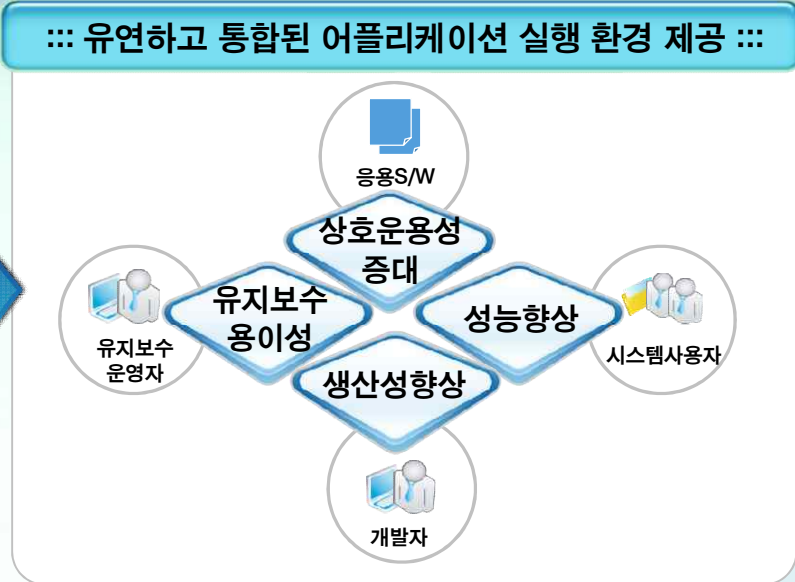 ::: 유연하고 통합된 어플리케이션 실행 환경 제공 :::
응용S/W
상호운용성
증대
유지보수
용이성
성능향상
유지보수
운영자
시스템사용자
생산성향상
개발자